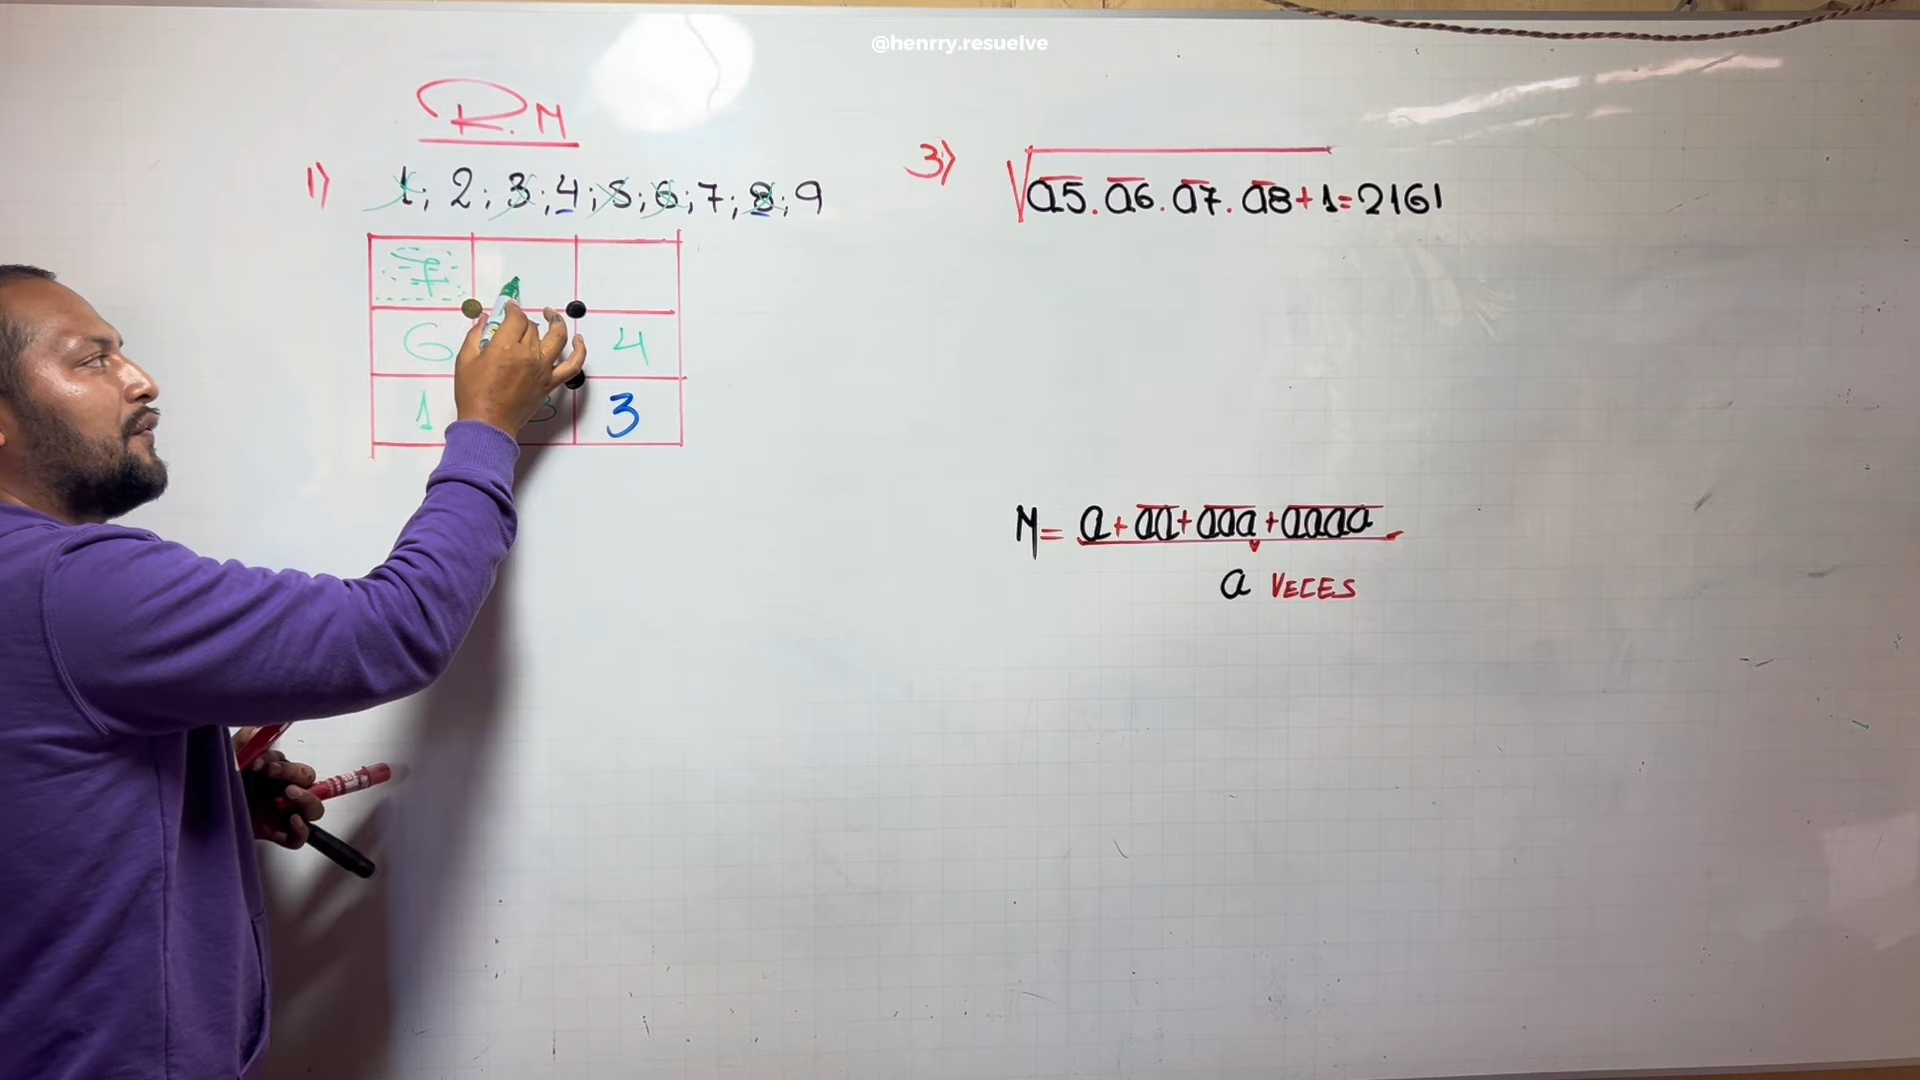 @henrry.resuelve
R.M
1) 1; 2; 3; 4; 5; 6; 7; 8; 9
6 4
1 3
3) √a5.a6.a7.a8+1=2161
M= a+aa+aaa+aaaa
a VECES